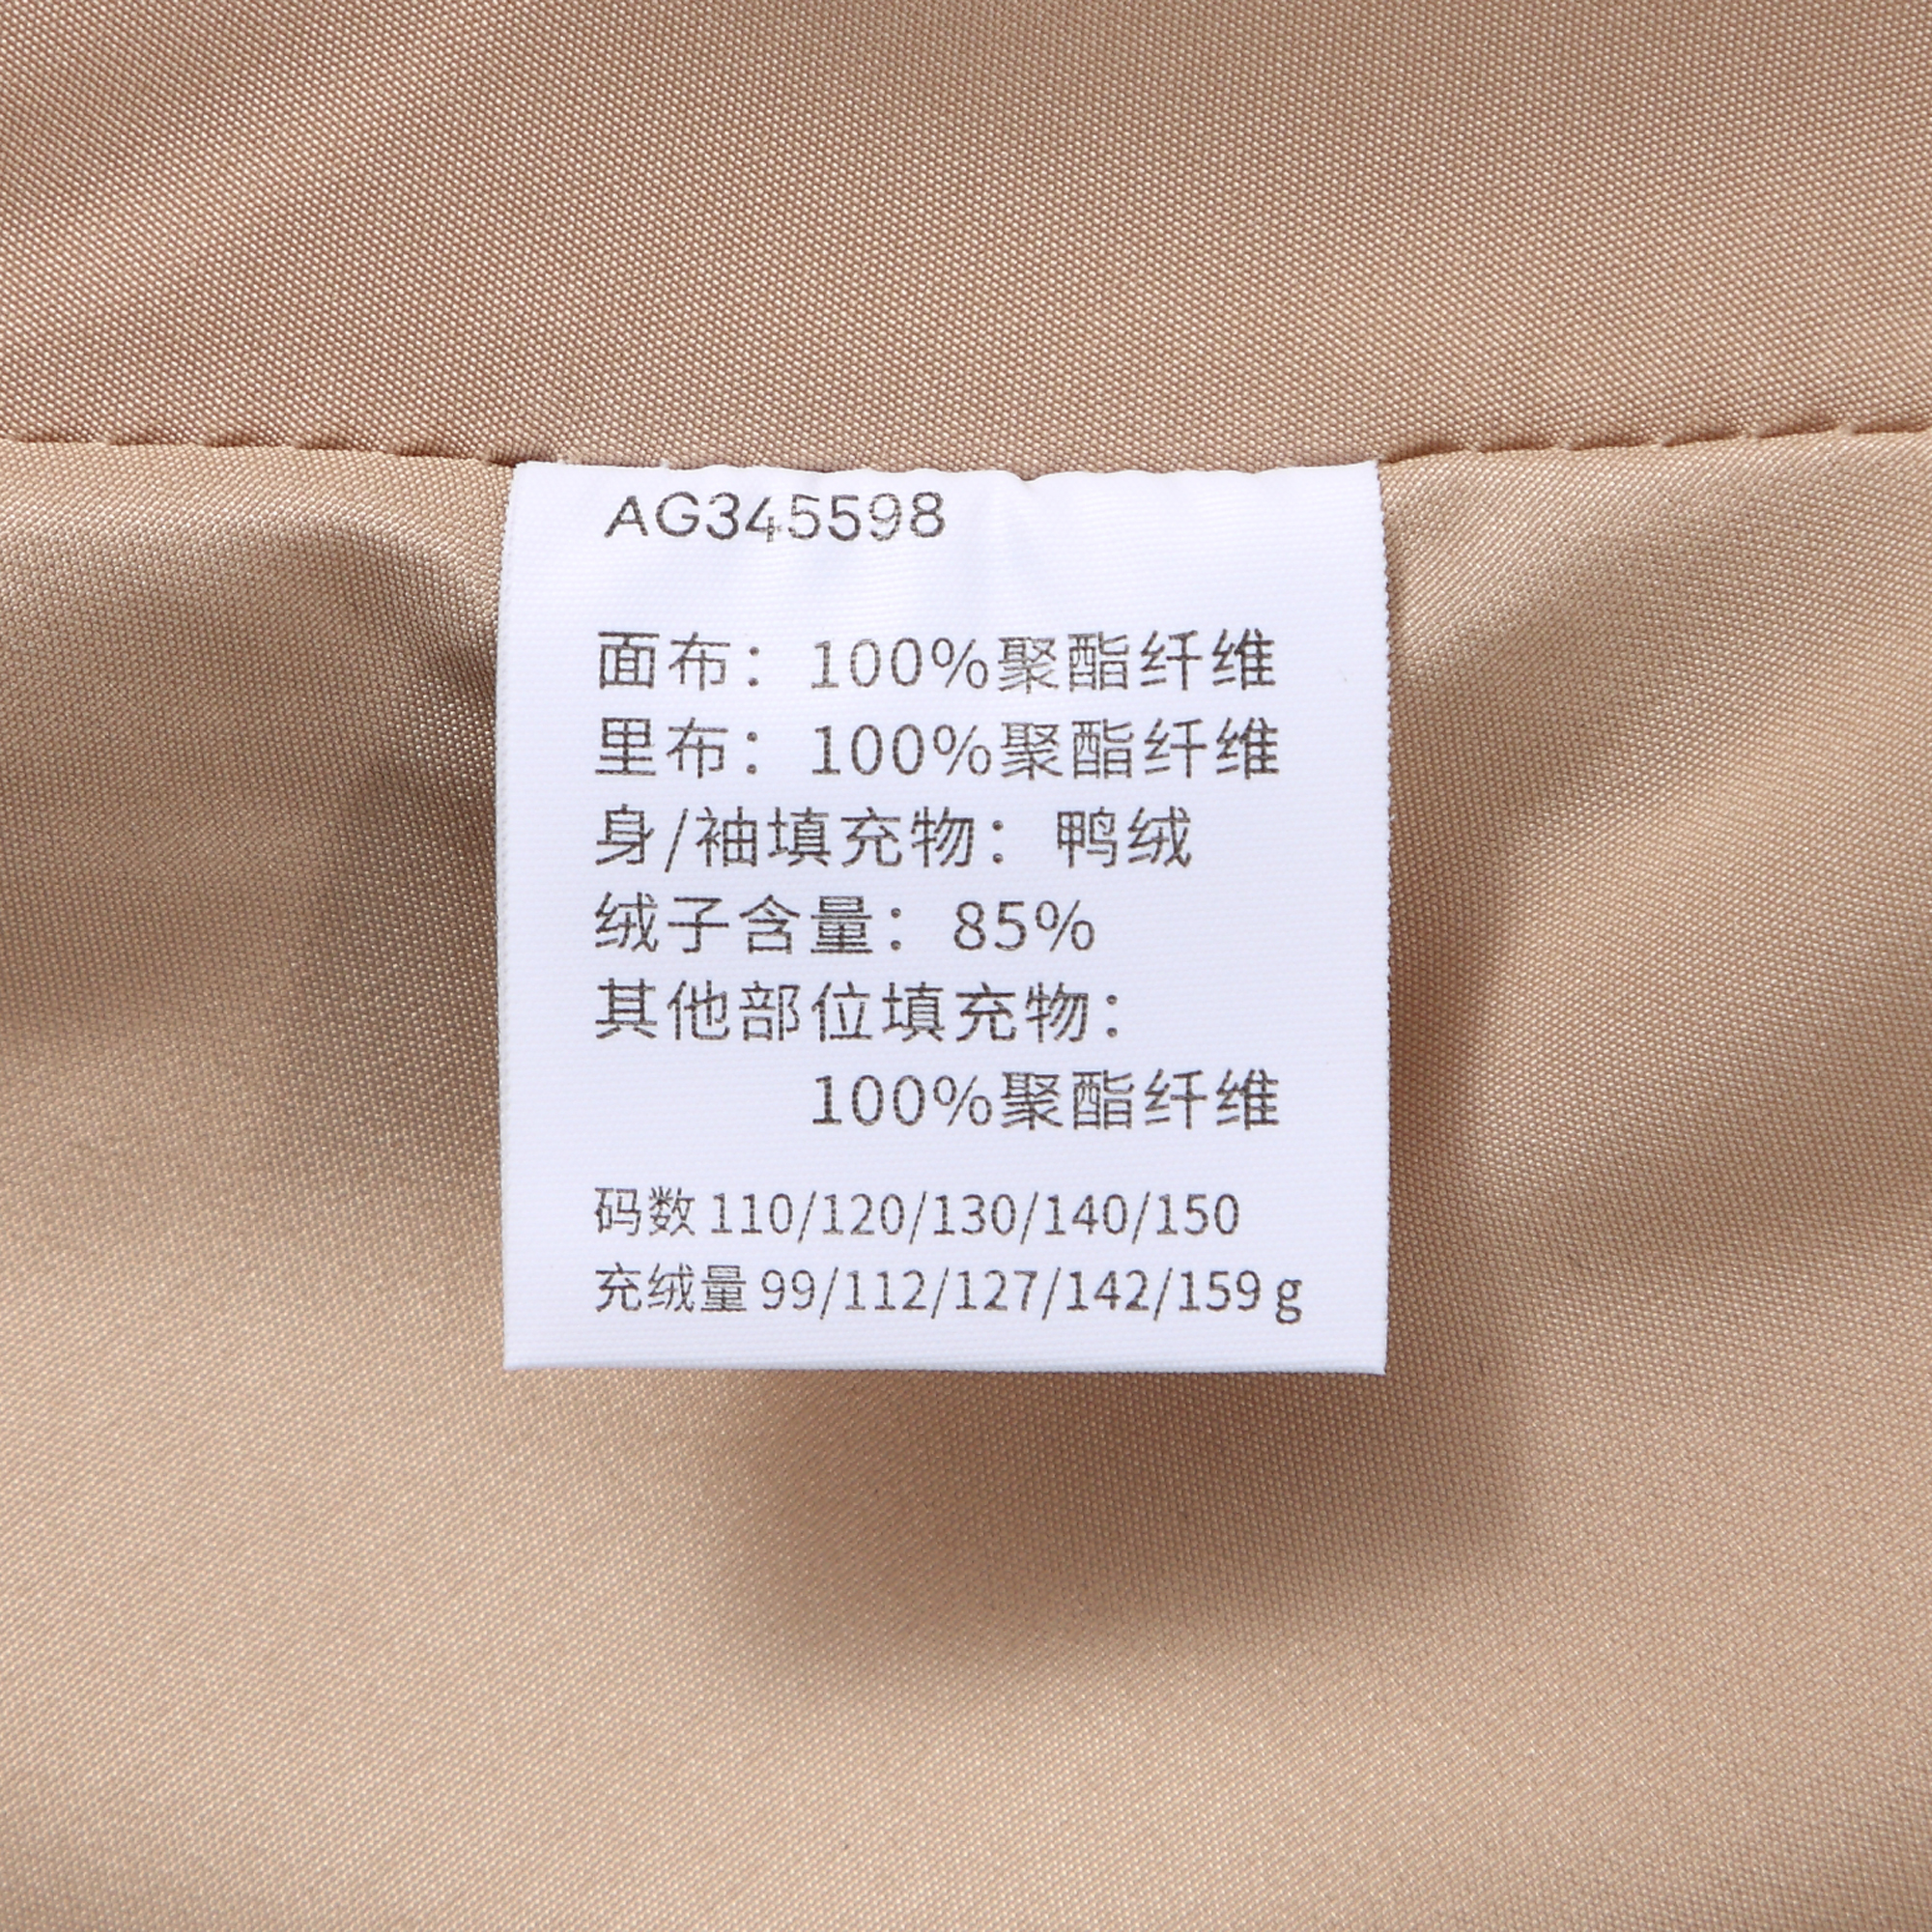 AG345598
面布：100%聚酯纤维
里布：100%聚酯纤维
身/袖填充物：鸭绒
绒子含量：85%
其他部位填充物：
100%聚酯纤维
码数 110/120/130/140/150
充绒量 99/112/127/142/159 g